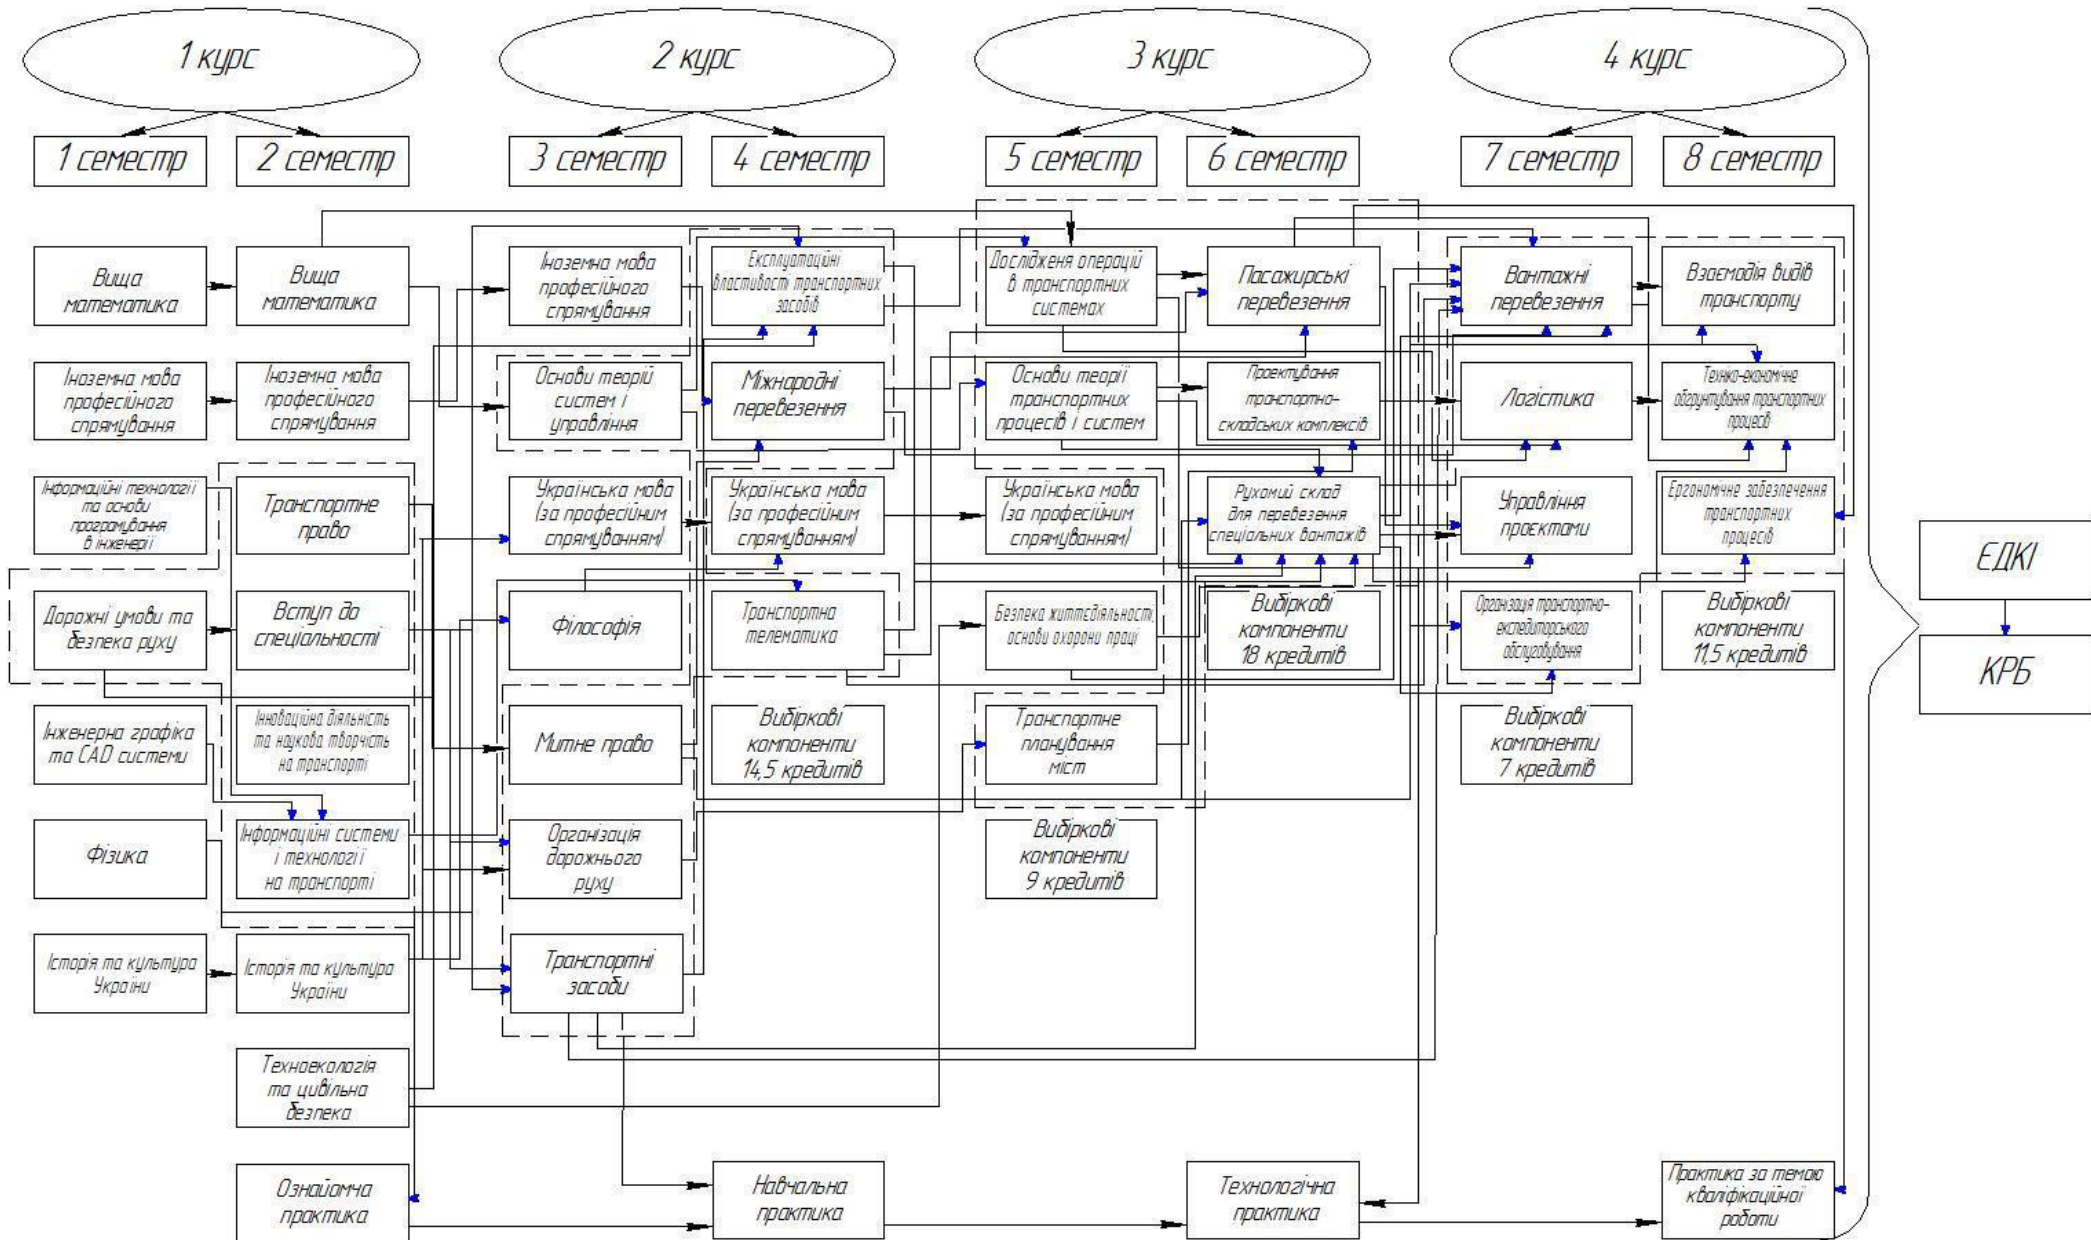 1 курс
2 курс
3 курс
4 курс
1 семестр
2 семестр
3 семестр
4 семестр
5 семестр
6 семестр
7 семестр
8 семестр
Вища
математика
Вища
математика
Іноземна мова
професійного
спрямування
Експлуатаційні
властивості транспортних
засобів
Дослідженя операцій
в транспортних
системах
Пасажирські
перевезення
Вантажні
перевезення
Взаємодія видів
транспорту
Іноземна мова
професійного
спрямування
Іноземна мова
професійного
спрямування
Основи теорій
систем і
управління
Міжнародні
перевезення
Основи теорії
транспортних
процесів і систем
Проектування
транспортно-
складських комплексів
Логістика
Техніко-економічне
обгрунтування транспортних
процесів
Інформаційні технології
та основи
програмування
в інженерії
Транспортне
право
Українська мова
(за професійним
спрямуванням)
Українська мова
(за професійним
спрямуванням)
Українська мова
(за професійним
спрямуванням)
Рухомий склад
для перевезення
спеціальних вантажів
Управління
проєктами
Ергономічне забезпечення
транспортних
процесів
ЄДКІ
Дорожні умови та
безпека руху
Вступ до
спеціальності
Філософія
Транспортна
телематика
Безпека життєдіяльності,
основи охорони праці
Вибіркові
компоненти
18 кредитів
Організація транспортно-
експедиторського
обслуговування
Вибіркові
компоненти
11,5 кредитів
КРБ
Інженерна графіка
та CAD системи
Інноваційна діяльність
та наукова творчість
на транспорті
Митне право
Вибіркові
компоненти
14,5 кредитів
Транспортне
планування
міст
Вибіркові
компоненти
7 кредитів
Фізика
Інформаційні системи
і технології
на транспорті
Організація
дорожнього
руху
Вибіркові
компоненти
9 кредитів
Історія та культура
України
Історія та культура
України
Транспортні
засоби
Техноекологія
та цивільна
безпека
Ознайомча
практика
Навчальна
практика
Технологічна
практика
Практика за темою
кваліфікаційної
роботи